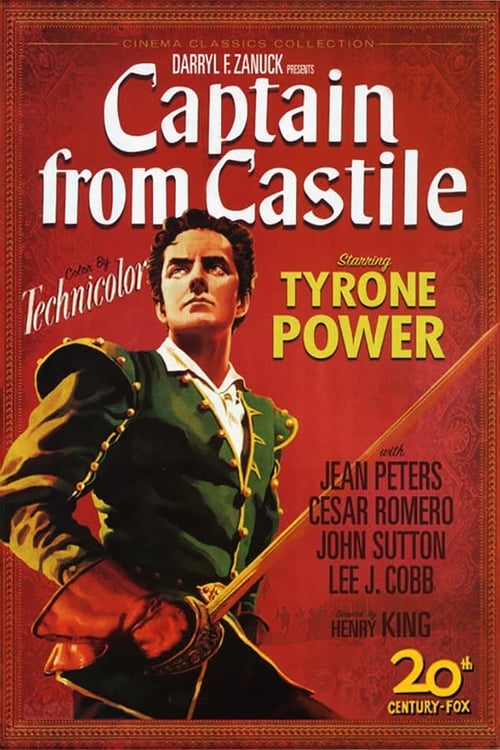 CINEMA CLASSICS COLLECTION
DARRYL F. ZANUCK PRESENTS
Captain
from Castile
Color By
Technicolor
Starring
TYRONE
POWER
with
JEAN PETERS
CESAR ROMERO
JOHN SUTTON
LEE J. COBB
Directed By
HENRY KING
20th
CENTURY-FOX